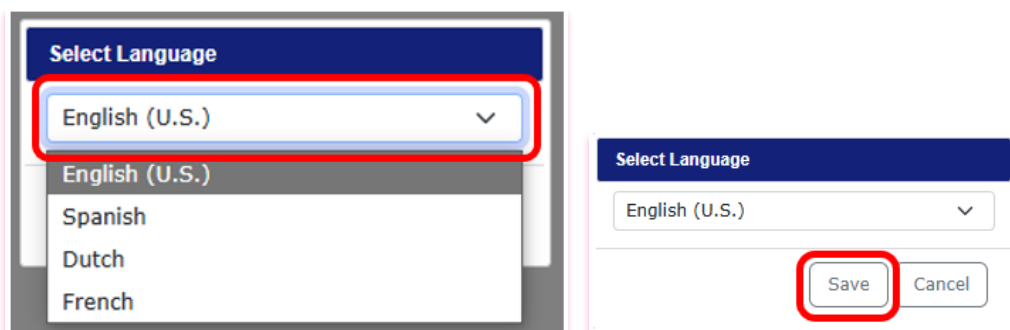 Select Language
English (U.S.)
English (U.S.)
Spanish
Dutch
French
Select Language
English (U.S.)
Save
Cancel